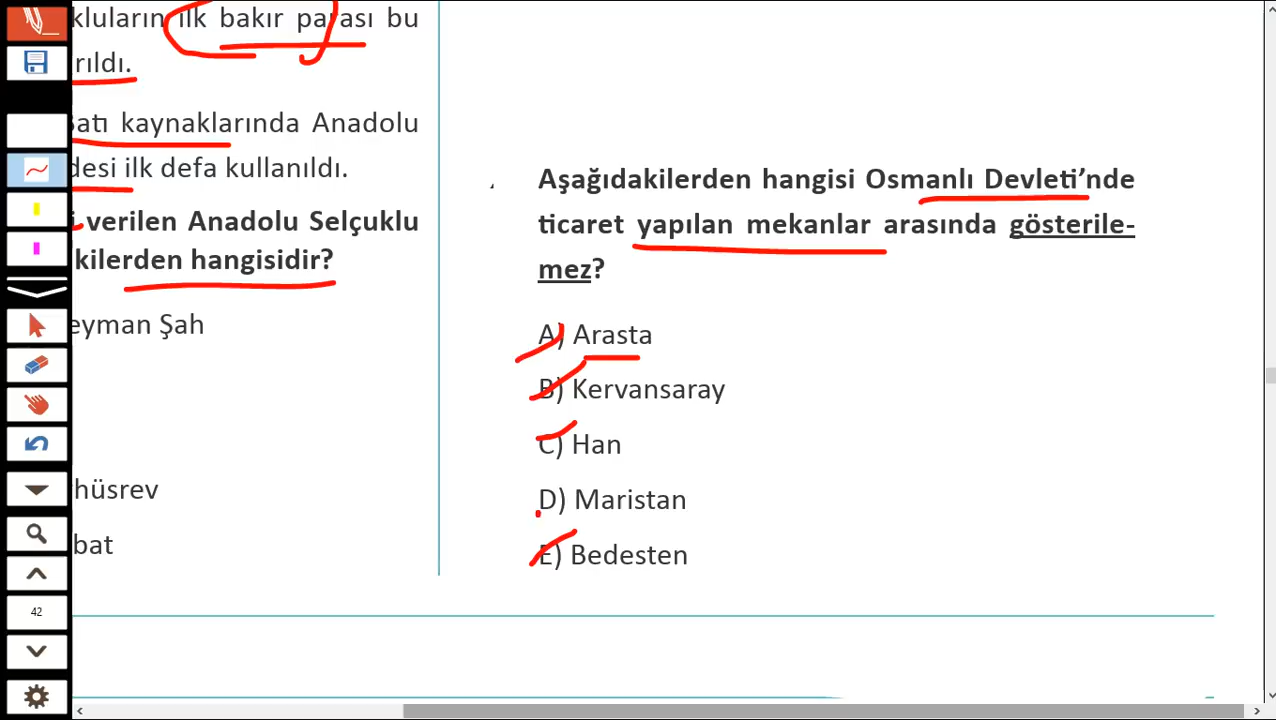 kluların ilk bakır parası bu
rıldı.
Batı kaynaklarında Anadolu
desi ilk defa kullanıldı.
verilen Anadolu Selçuklu
kilerden hangisidir?
eyman Şah
hüsrev
bat
Aşağıdakilerden hangisi Osmanlı Devleti’nde
ticaret yapılan mekanlar arasında gösterile-
mez?
A) Arasta
B) Kervansaray
C) Han
D) Maristan
E) Bedesten
42